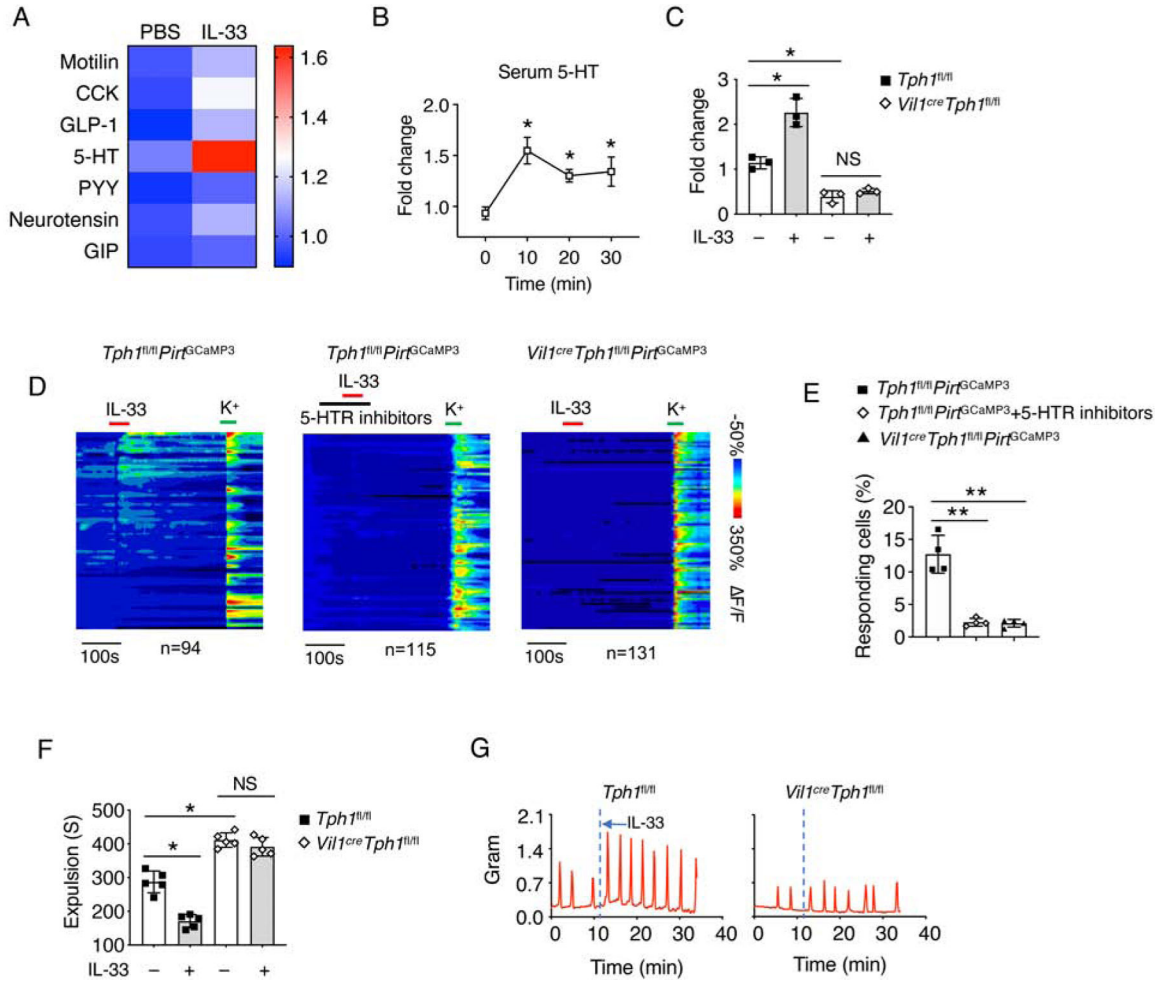 A
PBS IL-33
Motilin
CCK
GLP-1
5-HT
PYY
Neurotensin
GIP
1.6
1.4
1.2
1.0
B
Serum 5-HT
Fold change
2.0
1.5
1.0
* * *
0 10 20 30
Time (min)
C
Fold change
3
2
1
0
*
*
NS
IL-33 – + – +
Tph1fl/fl
Vil1creTph1fl/fl
D
Tph1fl/flPirtGCaMP3
IL-33
K+
100s
n=94
Tph1fl/flPirtGCaMP3
IL-33
5-HTR inhibitors
K+
100s
n=115
Vil1creTph1fl/flPirtGCaMP3
IL-33
K+
100s
n=131
-50%
350%
ΔF/F
E
Tph1fl/flPirtGCaMP3
Tph1fl/flPirtGCaMP3+5-HTR inhibitors
Vil1creTph1fl/flPirtGCaMP3
Responding cells (%)
20
15
10
5
0
**
**
F
Expulsion (S)
500
400
300
200
100
NS
*
*
IL-33 – + – +
Tph1fl/fl
Vil1creTph1fl/fl
G
Tph1fl/fl
Gram
2.1
1.4
0.7
0.0
IL-33
0 10 20 30 40
Time (min)
Vil1creTph1fl/fl
0 10 20 30 40
Time (min)